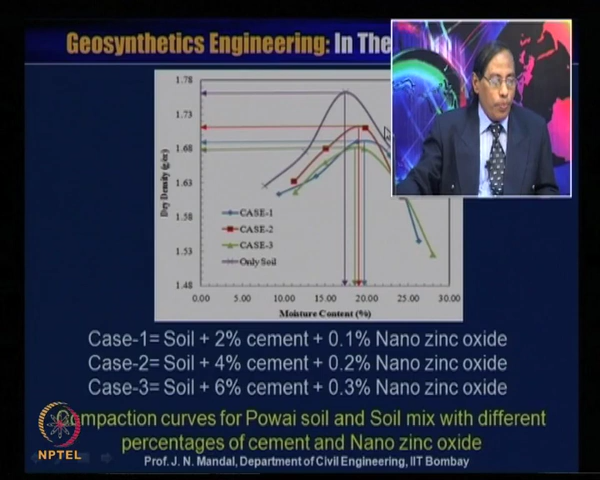 Geosynthetics Engineering: In The
1.78
1.73
1.68
1.63
1.58
1.53
1.48
Dry Density (g/cc)
CASE-1
CASE-2
CASE-3
Only Soil
0.00 5.00 10.00 15.00 20.00 25.00 30.00
Moisture Content (%)
Case-1= Soil + 2% cement + 0.1% Nano zinc oxide
Case-2= Soil + 4% cement + 0.2% Nano zinc oxide
Case-3= Soil + 6% cement + 0.3% Nano zinc oxide
Compaction curves for Powai soil and Soil mix with different
percentages of cement and Nano zinc oxide
NPTEL
Prof. J. N. Mandal, Department of Civil Engineering, IIT Bombay